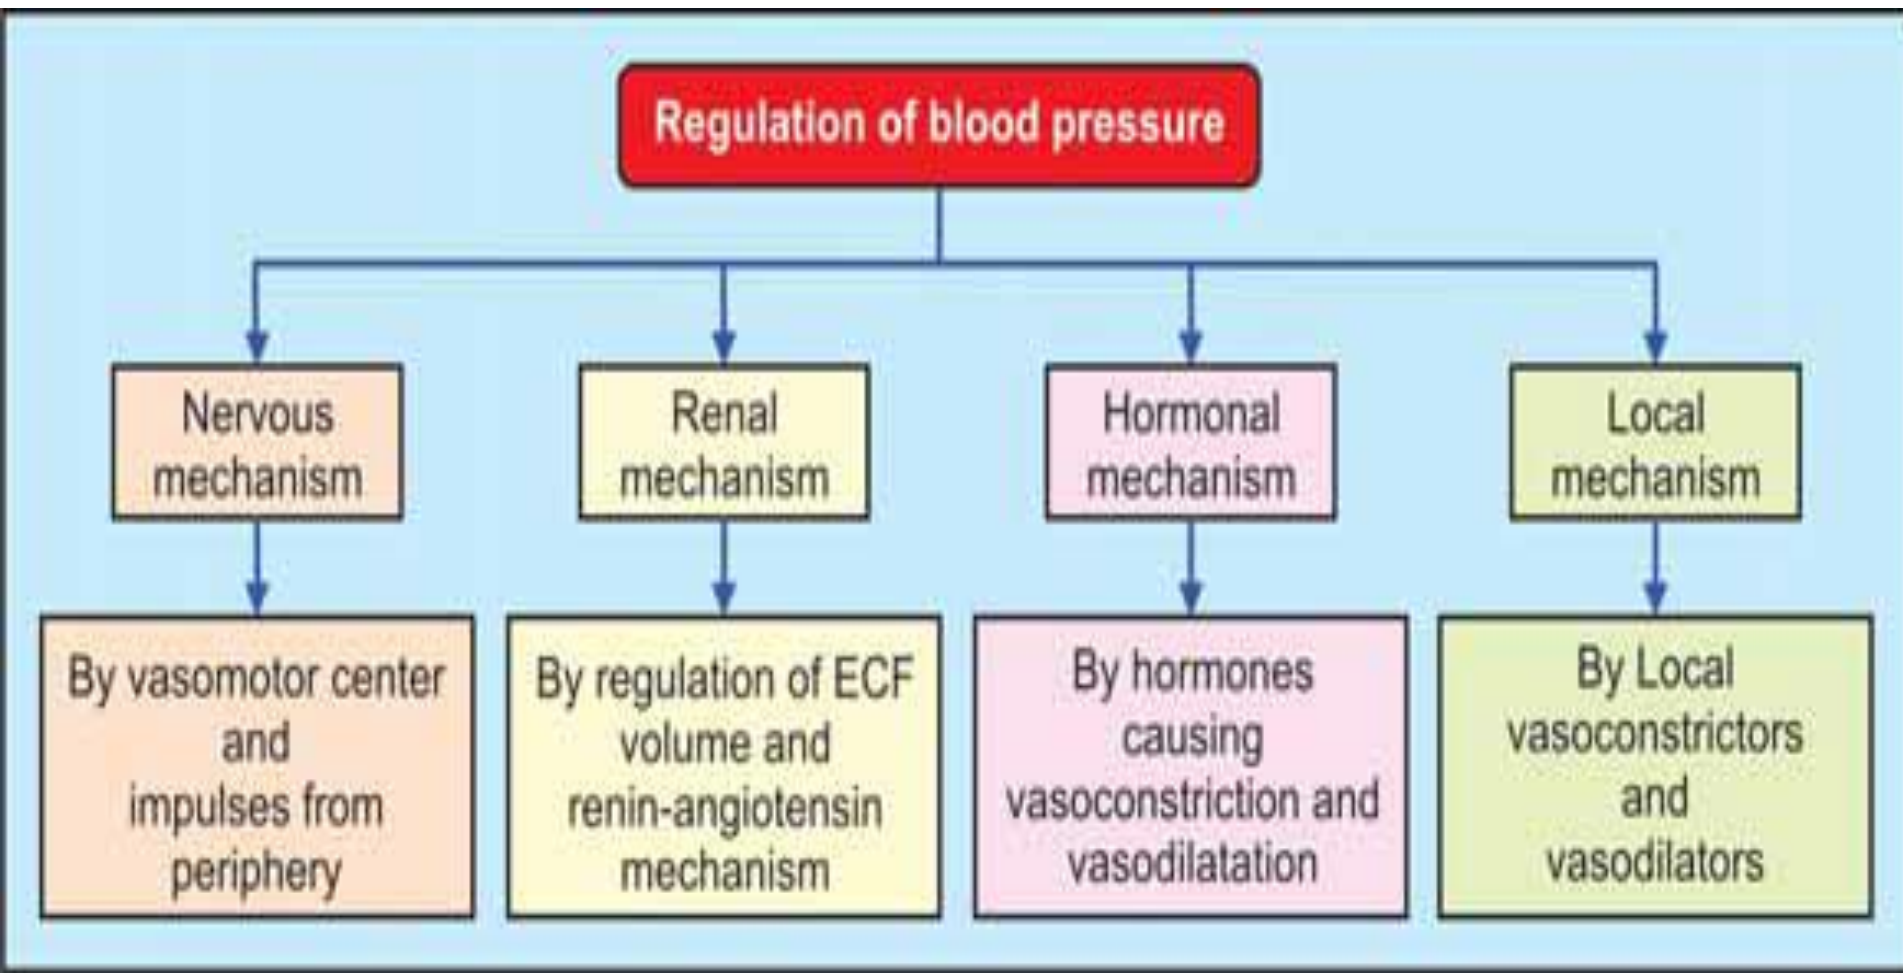 Regulation of blood pressure
Nervous
mechanism
Renal
mechanism
Hormonal
mechanism
Local
mechanism
By vasomotor center
and
impulses from
periphery
By regulation of ECF
volume and
renin-angiotensin
mechanism
By hormones
causing
vasoconstriction and
vasodilatation
By Local
vasoconstrictors
and
vasodilators